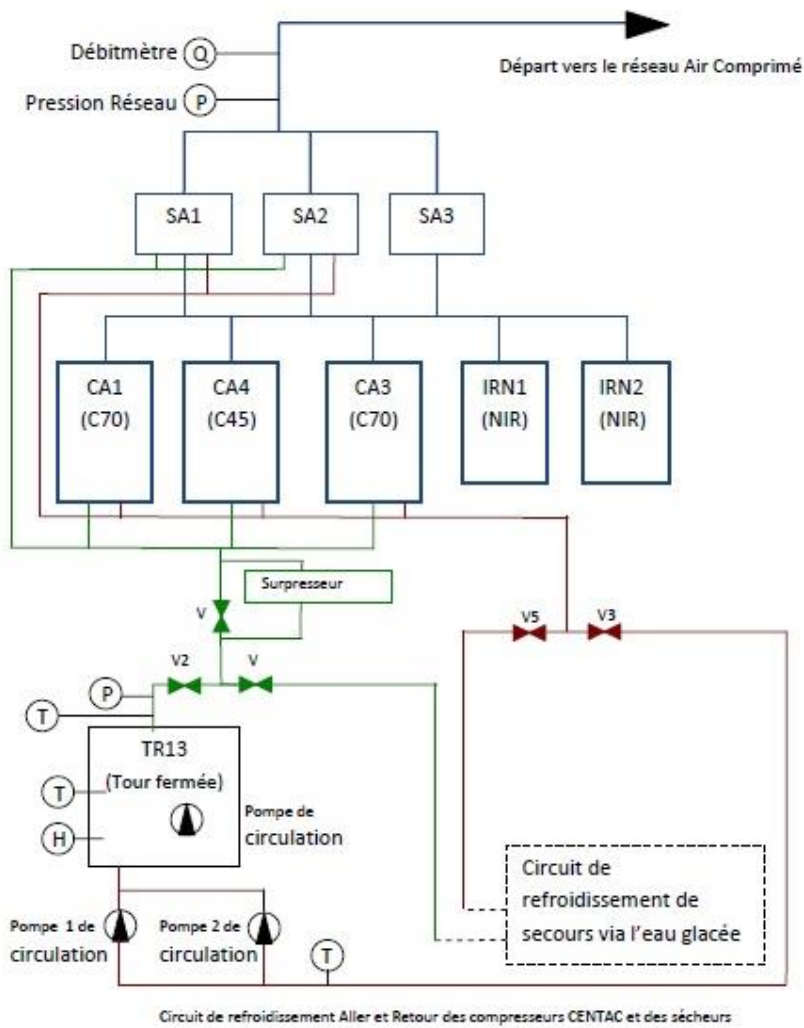 Débitmètre
Q
Départ vers le réseau Air Comprimé
Pression Réseau
P
SA1
SA2
SA3
CA1
(C70)
CA4
(C45)
CA3
(C70)
IRN1
(NIR)
IRN2
(NIR)
Surpresseur
V
V5
V3
V2
V
P
T
TR13
(Tour fermée)
T
H
Pompe de
circulation
Circuit de
refroidissement de
secours via l'eau glacée
Pompe 1 de
circulation
Pompe 2 de
circulation
T
Circuit de refroidissement Aller et Retour des compresseurs CENTAC et des sécheurs